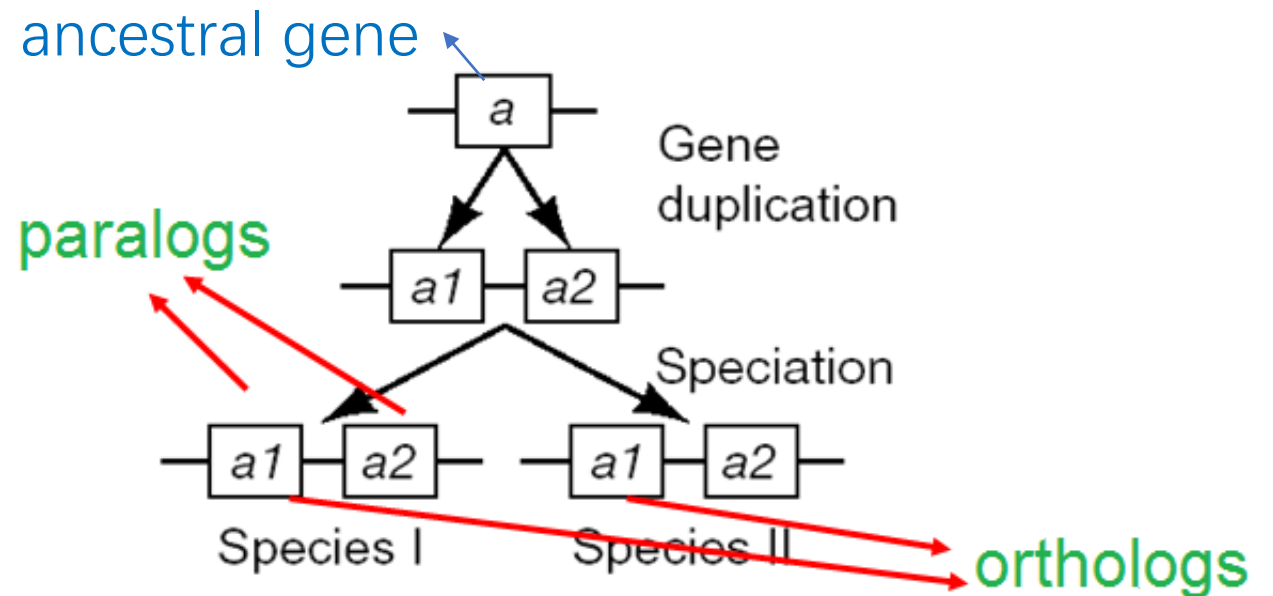 ancestral gene
a
Gene
duplication
paralogs
a1 a2
Speciation
a1 a2 a1 a2
Species I Species II
orthologs